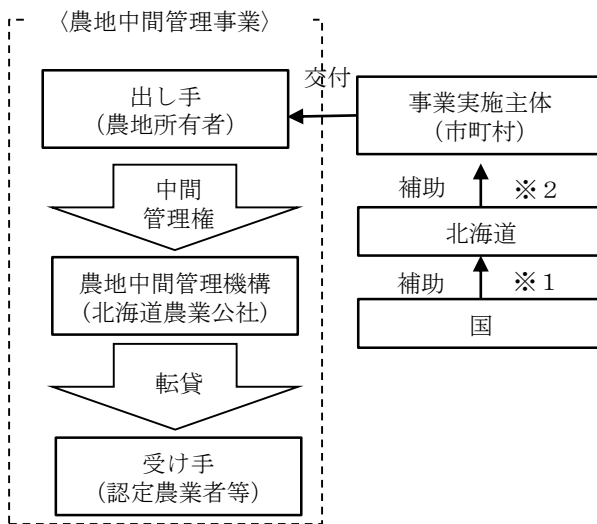 〈農地中間管理事業〉
出し手
（農地所有者）
交付
事業実施主体
（市町村）
中間
管理権
補助
※２
北海道
農地中間管理機構
（北海道農業公社）
補助
※１
国
転貸
受け手
（認定農業者等）